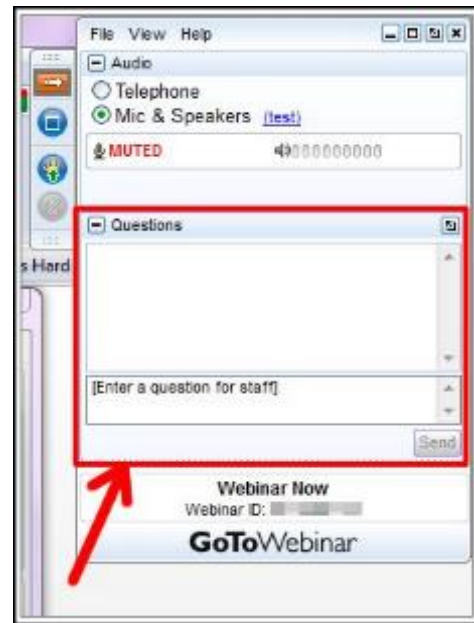 File View Help
Audio
Telephone
Mic & Speakers (test)
MUTED
Questions
s Hard
[Enter a question for staff]
Send
Webinar Now
Webinar ID:
GoToWebinar